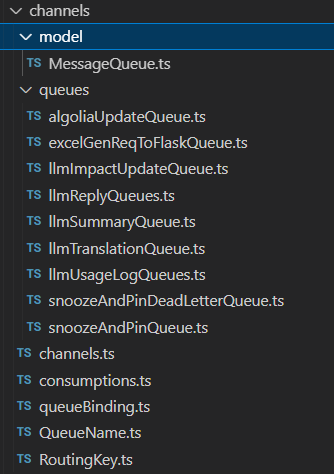 channels
model
TS MessageQueue.ts
queues
TS algoliaUpdateQueue.ts
TS excelGenReqToFlaskQueue.ts
TS llmImpactUpdateQueue.ts
TS llmReplyQueues.ts
TS llmSummaryQueue.ts
TS llmTranslationQueue.ts
TS llmUsageLogQueues.ts
TS snoozeAndPinDeadLetterQueue.ts
TS snoozeAndPinQueue.ts
TS channels.ts
TS consumptions.ts
TS queueBinding.ts
TS QueueName.ts
TS RoutingKey.ts